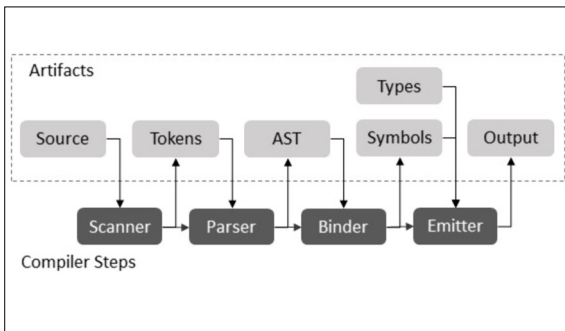 Artifacts
Types
Source
Tokens
AST
Symbols
Output
Scanner
Parser
Binder
Emitter
Compiler Steps